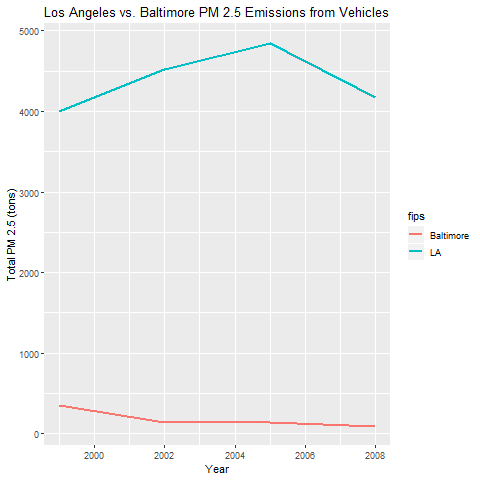 Los Angeles vs. Baltimore PM 2.5 Emissions from Vehicles
5000
4000
3000
2000
1000
0
Total PM 2.5 (tons)
2000 2002 2004 2006 2008
Year
fips
Baltimore
LA